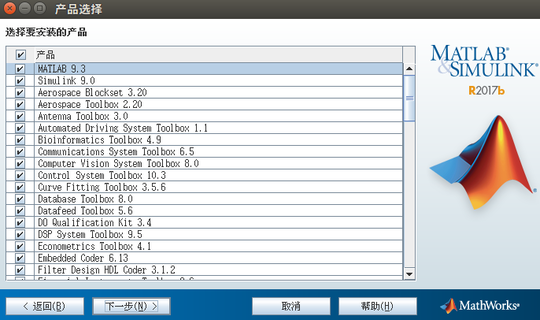 产品选择
选择要安装的产品
产品
MATLAB 9.3
Simulink 9.0
Aerospace Blockset 3.20
Aerospace Toolbox 2.20
Antenna Toolbox 3.0
Automated Driving System Toolbox 1.1
Bioinformatics Toolbox 4.9
Communications System Toolbox 6.5
Computer Vision System Toolbox 8.0
Control System Toolbox 10.3
Curve Fitting Toolbox 3.5.6
Database Toolbox 8.0
Datafeed Toolbox 5.6
DO Qualification Kit 3.4
DSP System Toolbox 9.5
Econometrics Toolbox 4.1
Embedded Coder 6.13
Filter Design HDL Coder 3.1.2
MATLAB®
&SIMULINK®
R2017b
< 返回(B)
下一步(N) >
取消
帮助(H)
MathWorks®